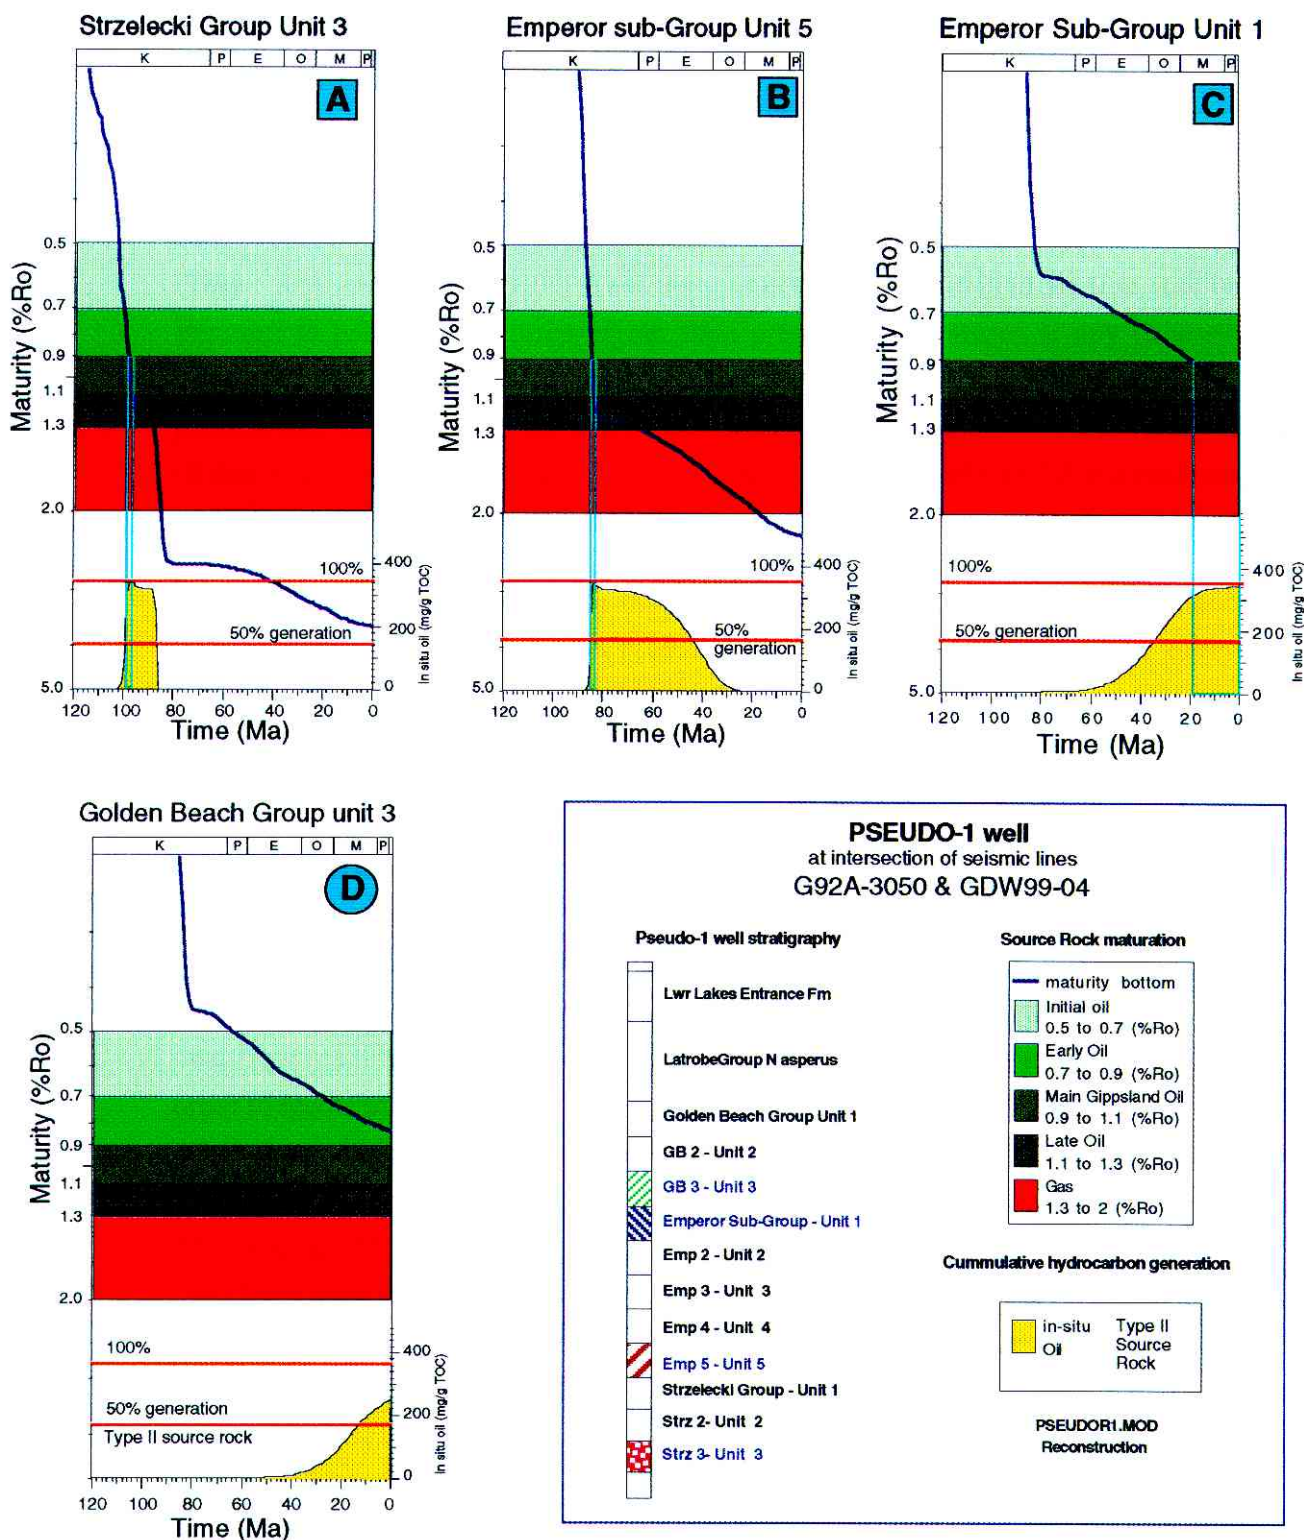 Strzelecki Group Unit 3
K P E O M P
A
Maturity (%Ro)
0.5
0.7
0.9
1.1
1.3
2.0
5.0
100%
50% generation
400
200
0
In situ oil (mg/g TOC)
120 100 80 60 40 20 0
Time (Ma)
Emperor sub-Group Unit 5
K P E O M P
B
Maturity (%Ro)
0.5
0.7
0.9
1.1
1.3
2.0
5.0
100%
50%
generation
400
200
0
In situ oil (mg/g TOC)
120 100 80 60 40 20 0
Time (Ma)
Emperor Sub-Group Unit 1
K P E O M P
C
Maturity (%Ro)
0.5
0.7
0.9
1.1
1.3
2.0
5.0
100%
50% generation
400
200
0
In situ oil (mg/g TOC)
120 100 80 60 40 20 0
Time (Ma)
Golden Beach Group unit 3
K P E O M P
D
Maturity (%Ro)
0.5
0.7
0.9
1.1
1.3
2.0
100%
50% generation
Type II source rock
400
200
0
In situ oil (mg/g TOC)
120 100 80 60 40 20 0
Time (Ma)
PSEUDO-1 well
at intersection of seismic lines
G92A-3050 & GDW99-04
Pseudo-1 well stratigraphy
Lwr Lakes Entrance Fm
LatrobeGroup N asperus
Golden Beach Group Unit 1
GB 2 - Unit 2
GB 3 - Unit 3
Emperor Sub-Group - Unit 1
Emp 2 - Unit 2
Emp 3 - Unit 3
Emp 4 - Unit 4
Emp 5 - Unit 5
Strzelecki Group - Unit 1
Strz 2- Unit 2
Strz 3- Unit 3
Source Rock maturation
maturity bottom
Initial oil
0.5 to 0.7 (%Ro)
Early Oil
0.7 to 0.9 (%Ro)
Main Gippsland Oil
0.9 to 1.1 (%Ro)
Late Oil
1.1 to 1.3 (%Ro)
Gas
1.3 to 2 (%Ro)
Cummulative hydrocarbon generation
in-situ
Oil
Type II
Source
Rock
PSEUDOR1.MOD
Reconstruction